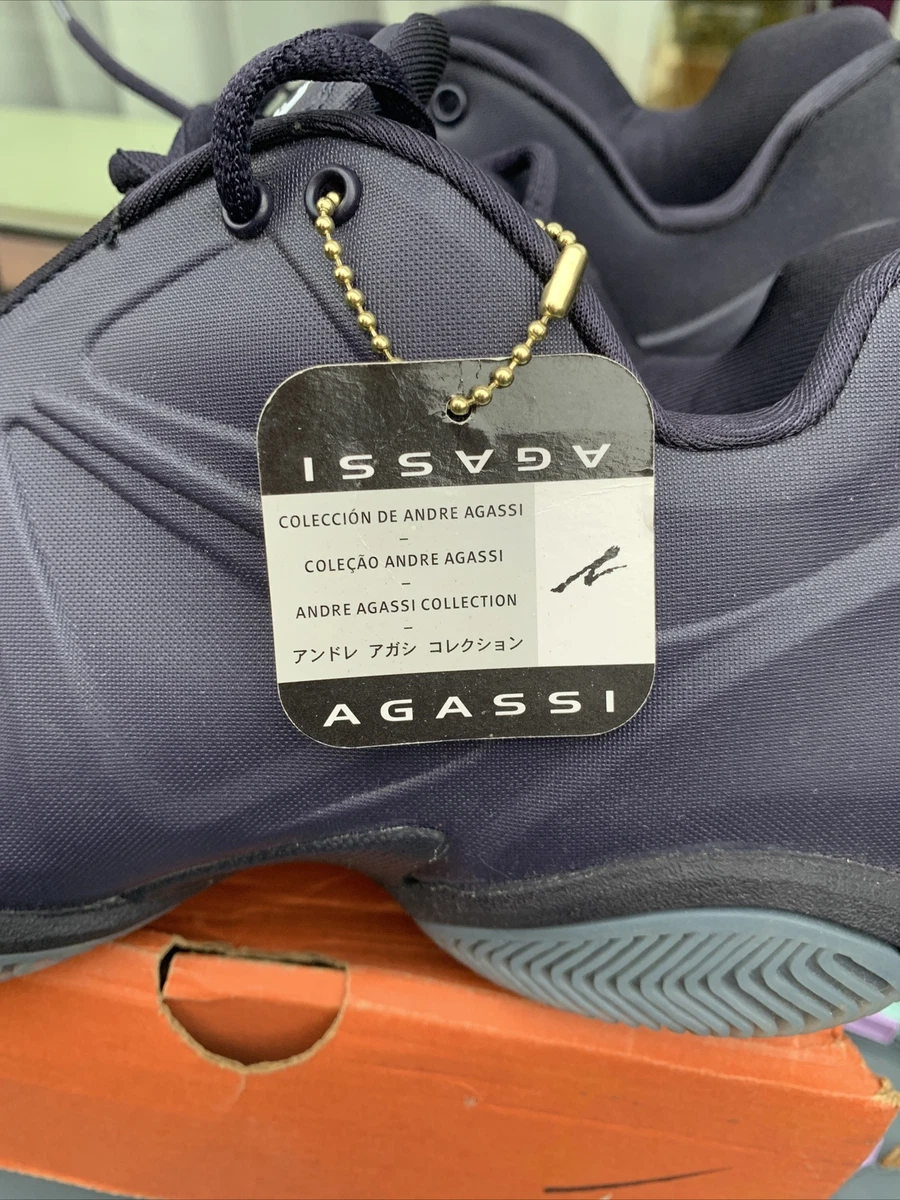 AGASSI
COLECCIÓN DE ANDRE AGASSI
–
COLEÇÃO ANDRE AGASSI
–
ANDRE AGASSI COLLECTION
–
アンドレ アガシ コレクション
AGASSI